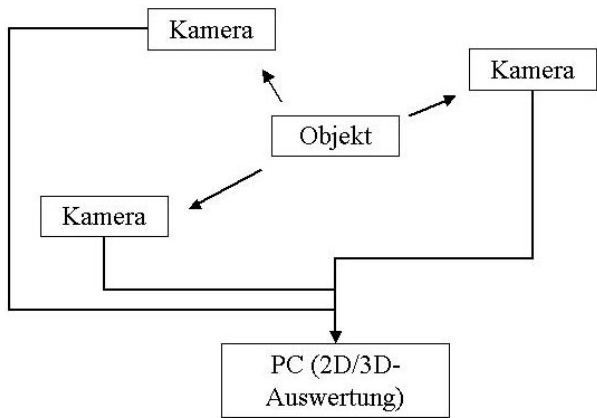 Kamera
Kamera
Objekt
Kamera
PC (2D/3D-
Auswertung)